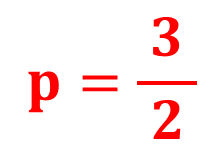 p = 3/2